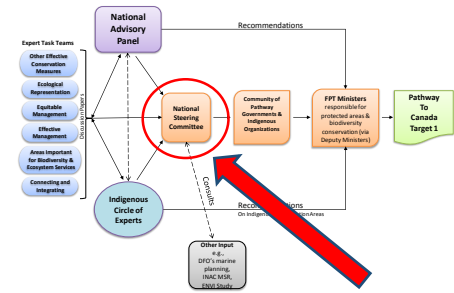 National
Advisory
Panel
Recommendations
Expert Task Teams
Other Effective
Conservation
Measures
Ecological
Representation
Equitable
Management
Effective
Management
Areas Important
for Biodiversity &
Ecosystem Services
Connecting and
Integrating
Discussion Papers
National
Steering
Committee
Community of
Pathway
Governments &
Indigenous
Organizations
FPT Ministers
responsible for
protected areas &
biodiversity
conservation (via
Deputy Ministers)
Pathway
To
Canada
Target 1
Indigenous
Circle of
Experts
Consults
On Indigenous Areas
Other Input
e.g.,
DFO's marine
planning,
INAC MSR,
ENVI Study